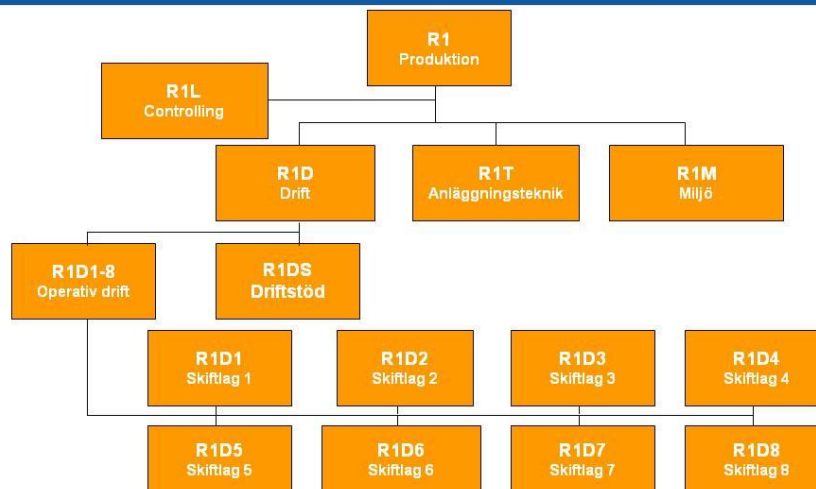 R1
Produktion
R1L
Controlling
R1D
Drift
R1T
Anläggningsteknik
R1M
Miljö
R1D1-8
Operativ drift
R1DS
Driftstöd
R1D1
Skiftlag 1
R1D2
Skiftlag 2
R1D3
Skiftlag 3
R1D4
Skiftlag 4
R1D5
Skiftlag 5
R1D6
Skiftlag 6
R1D7
Skiftlag 7
R1D8
Skiftlag 8